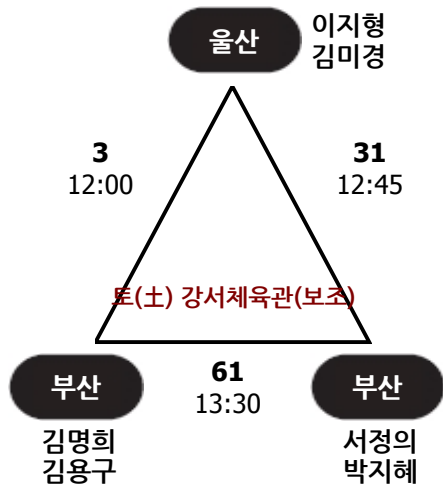 울산
이지형
김미경
3
12:00
31
12:45
토(土) 강서체육관(보조)
부산
61
13:30
부산
김명희
김용구
서정의
박지혜